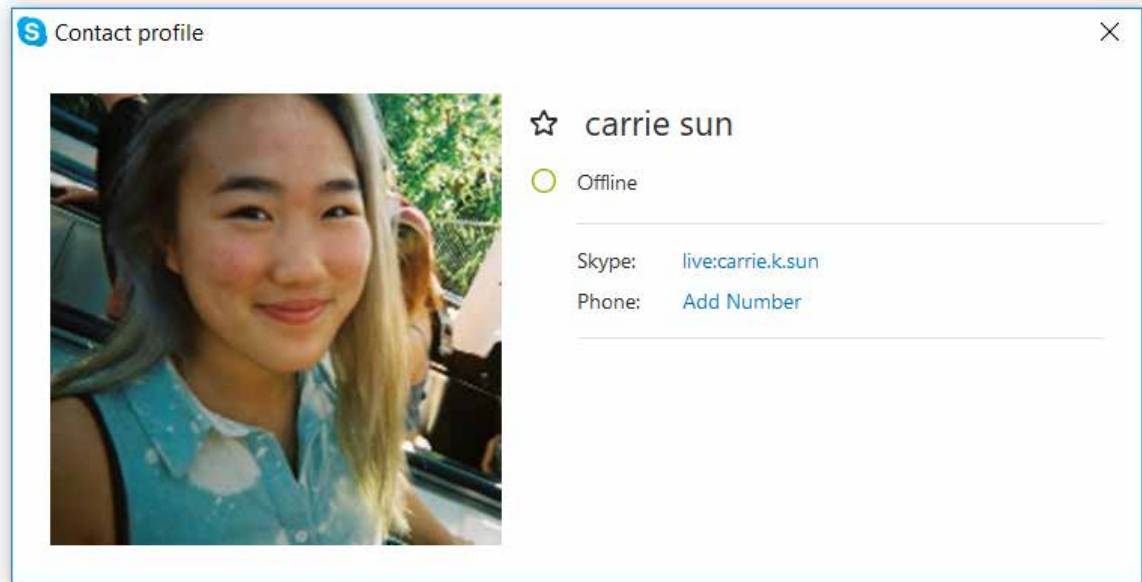 S Contact profile
carrie sun
Offline
Skype: live:carrie.k.sun
Phone: Add Number